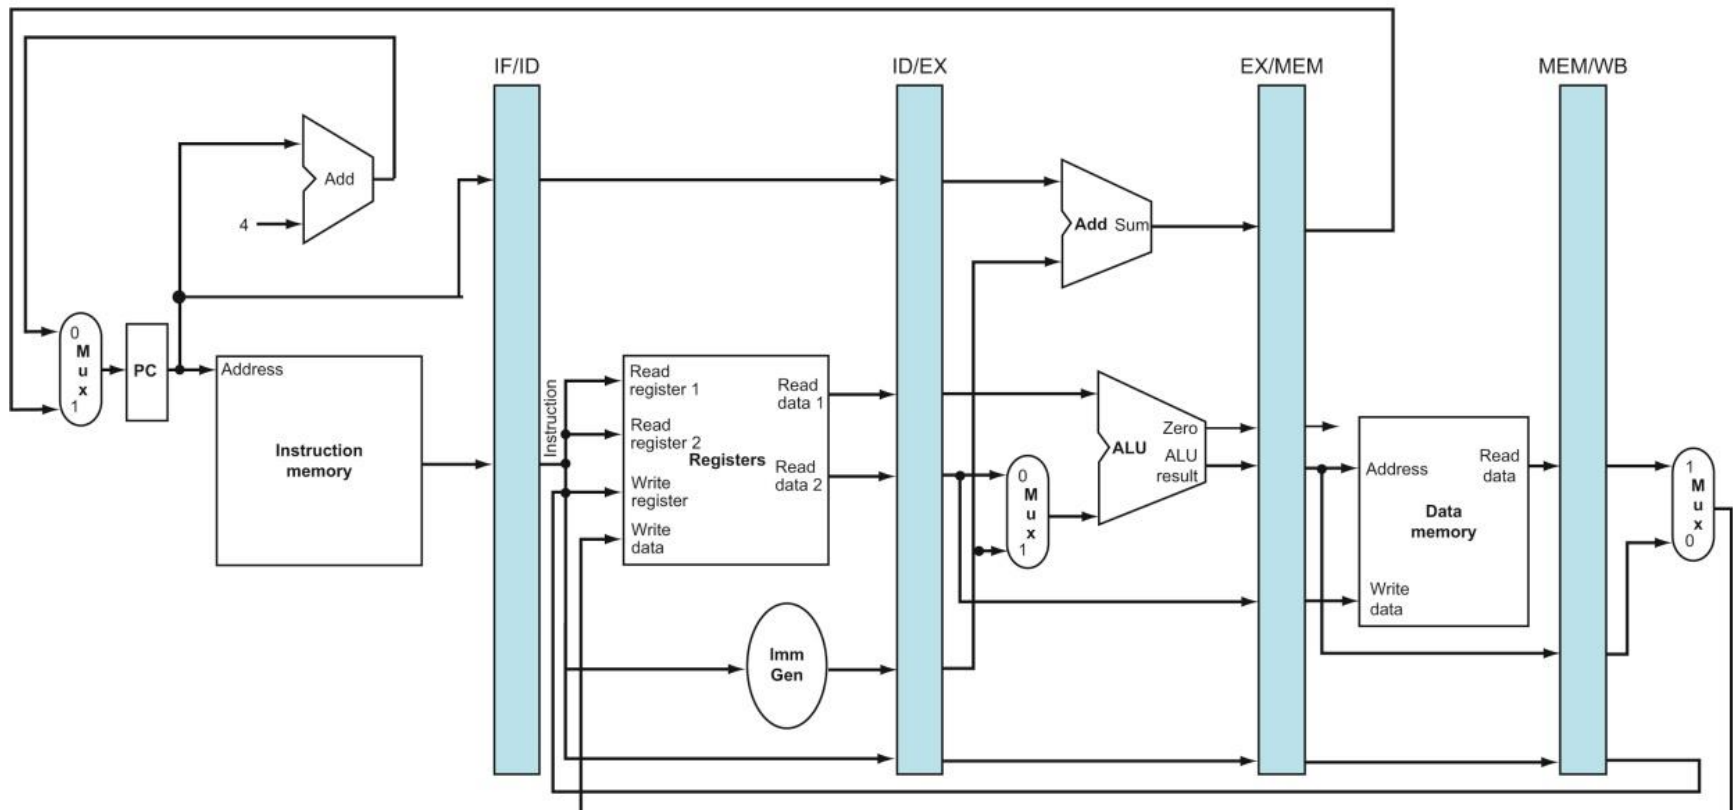 IF/ID
ID/EX
EX/MEM
MEM/WB
Add
4
Add Sum
0
M
u
x
1
PC
Address
Instruction
memory
Instruction
Read
register 1
Read
register 2
Write
register
Write
data
Registers
Read
data 1
Read
data 2
Imm
Gen
0
M
u
x
1
Zero
ALU
ALU
result
Address
Read
data
Data
memory
Write
data
1
M
u
x
0